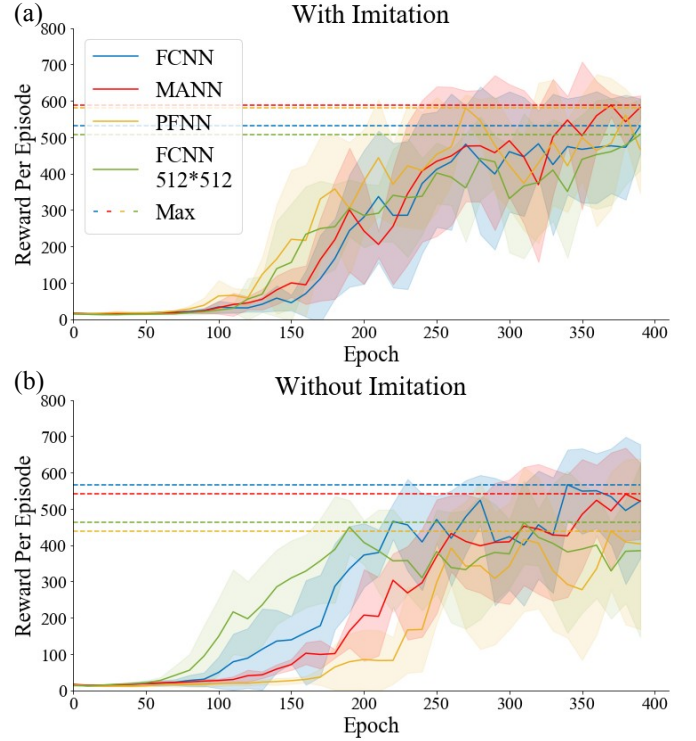 (a)
With Imitation
Reward Per Episode
800
700
600
500
400
300
200
100
0
FCNN
MANN
PFNN
FCNN
512*512
Max
0 50 100 150 200 250 300 350 400
Epoch
(b)
Without Imitation
Reward Per Episode
800
700
600
500
400
300
200
100
0
0 50 100 150 200 250 300 350 400
Epoch